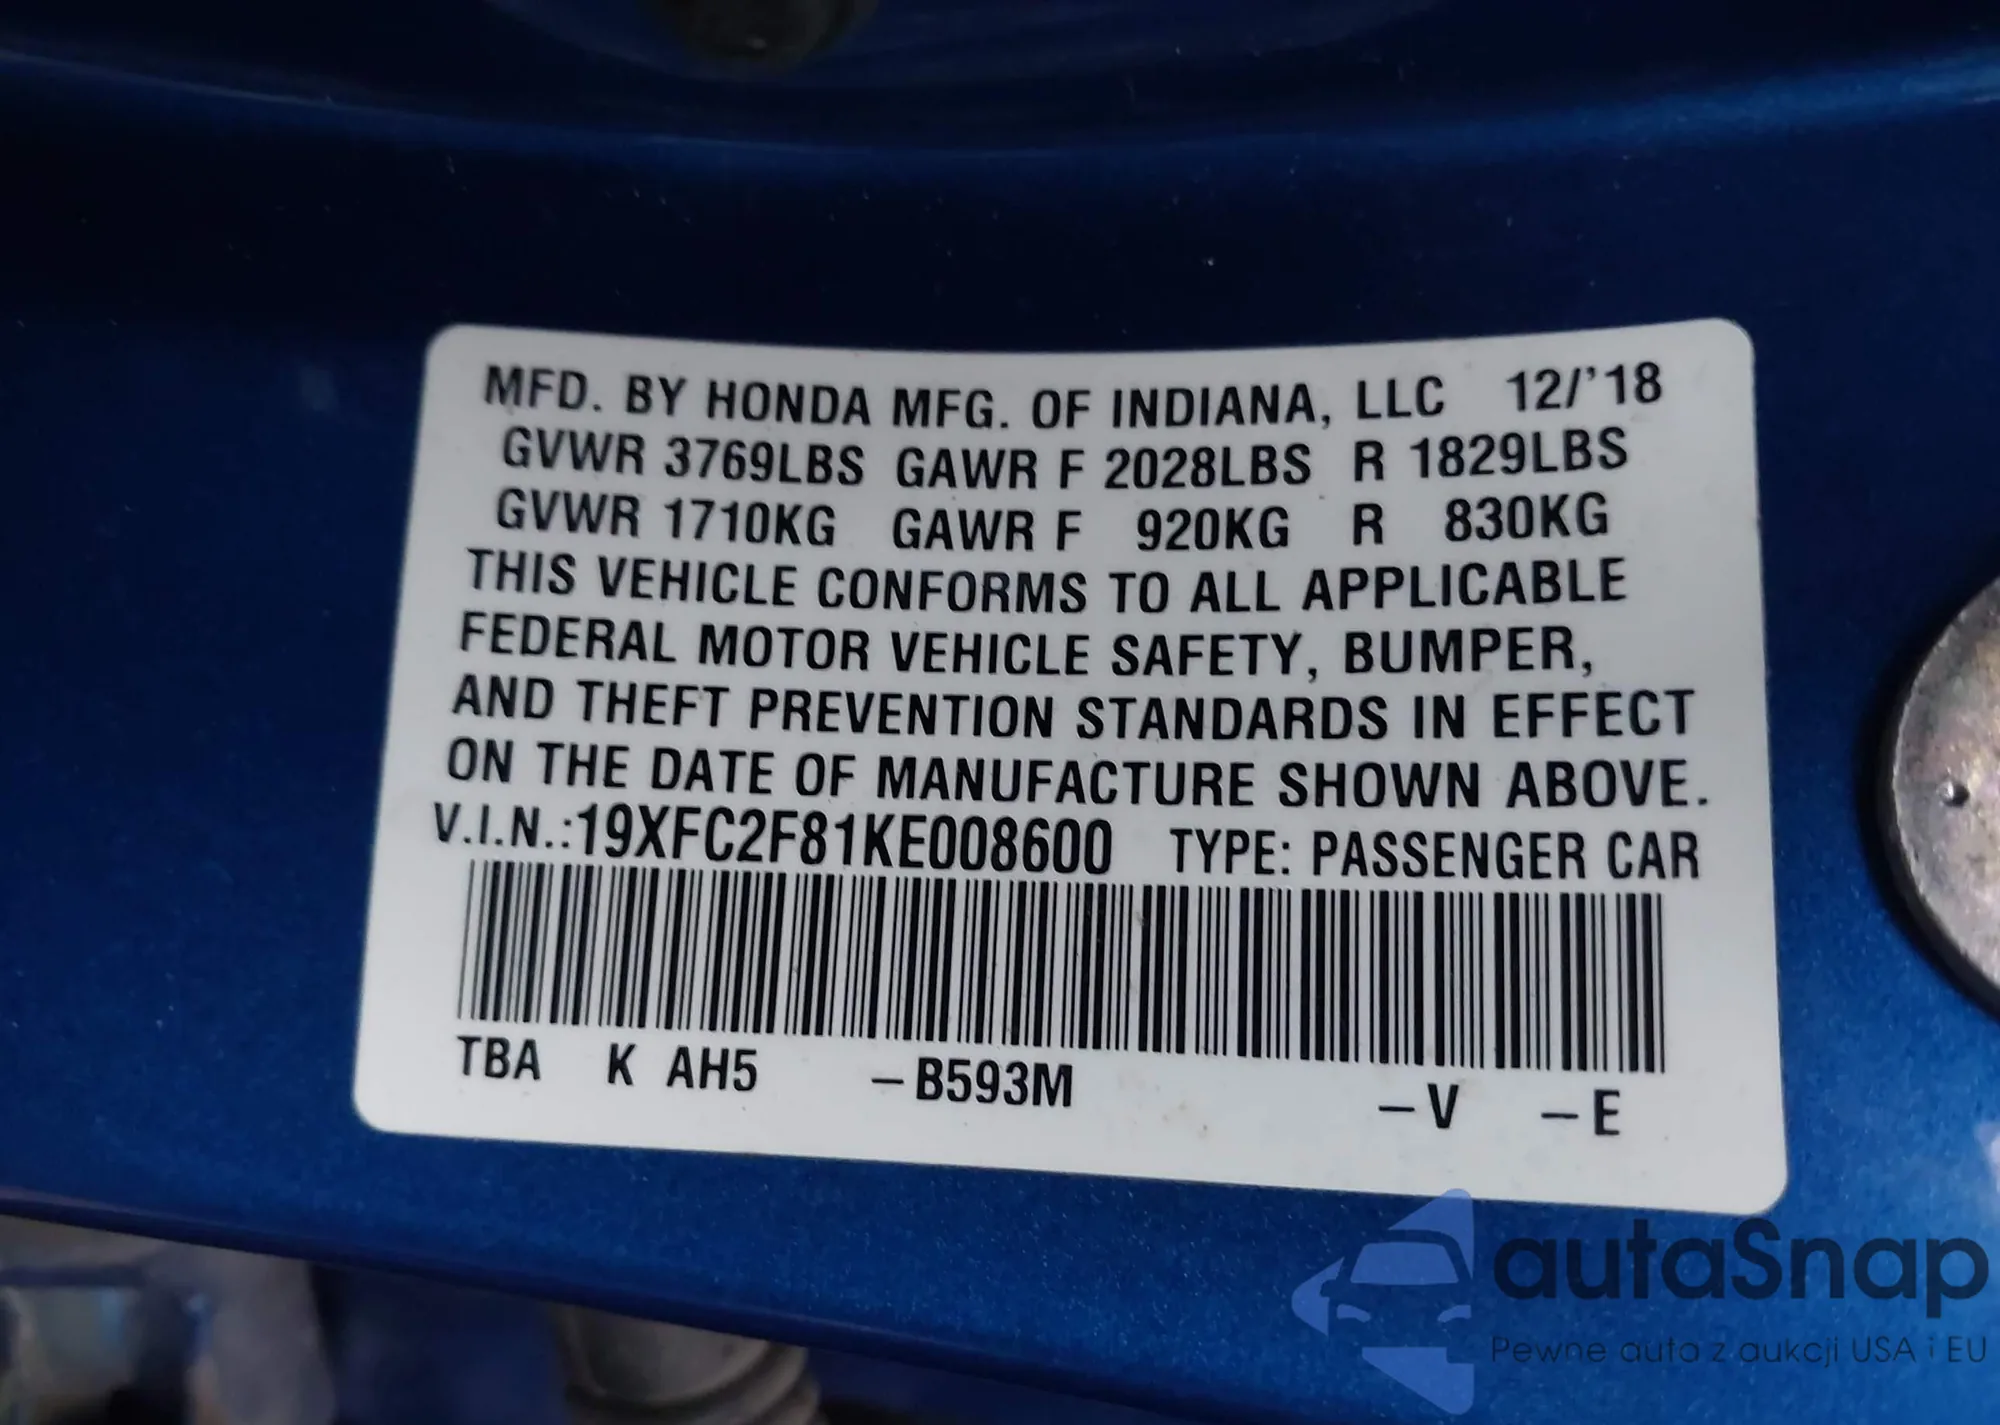 MFD. BY HONDA MFG. OF INDIANA, LLC 12/'18
GVWR 3769LBS GAWR F 2028LBS R 1829LBS
GVWR 1710KG GAWR F 920KG R 830KG
THIS VEHICLE CONFORMS TO ALL APPLICABLE
FEDERAL MOTOR VEHICLE SAFETY, BUMPER,
AND THEFT PREVENTION STANDARDS IN EFFECT
ON THE DATE OF MANUFACTURE SHOWN ABOVE.
V.I.N.:19XFC2F81KE008600 TYPE: PASSENGER CAR
TBA K AH5 –B593M –V –E
autaSnap
Pewne auta z aukcji USA i EU